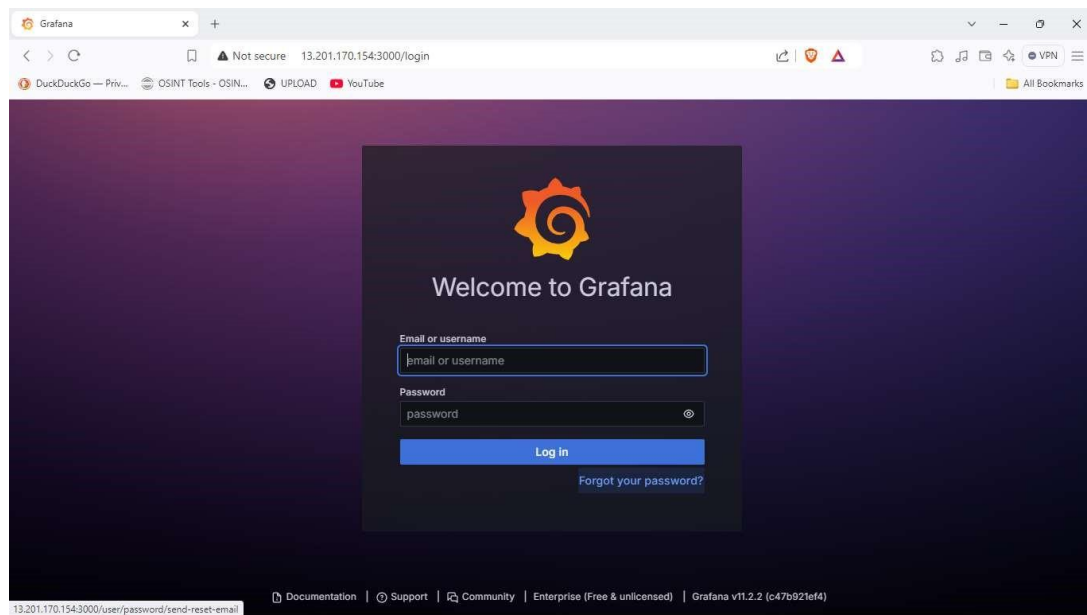 Grafana
Not secure 13.201.170.154:3000/login
VPN
DuckDuckGo — Priv... OSINT Tools - OSIN... UPLOAD YouTube All Bookmarks
Welcome to Grafana
Email or username
email or username
Password
password
Log in
Forgot your password?
Documentation | Support | Community | Enterprise (Free & unlicensed) | Grafana v11.2.2 (c47b921ef4)
13.201.170.154:3000/user/password/send-reset-email